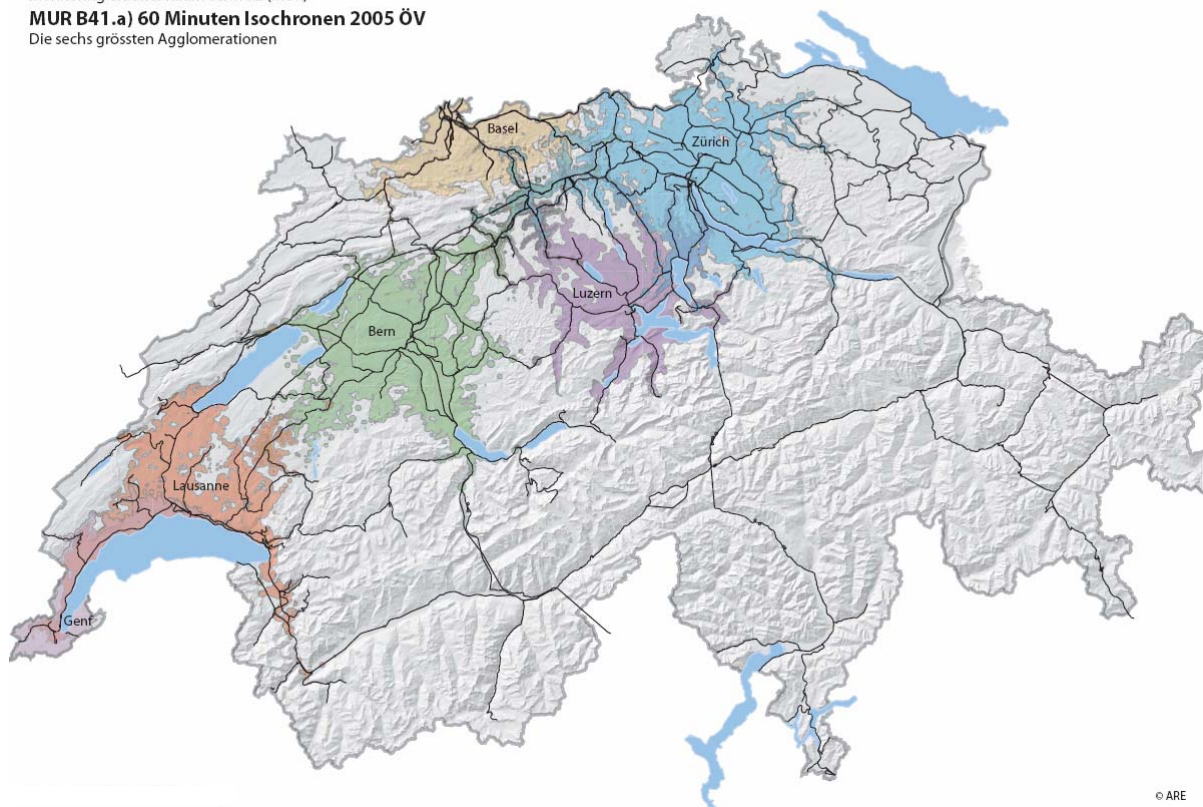 MUR B41.a) 60 Minuten Isochronen 2005 ÖV
Die sechs grössten Agglomerationen
Basel
Zürich
Luzern
Bern
Lausanne
Genf
© ARE